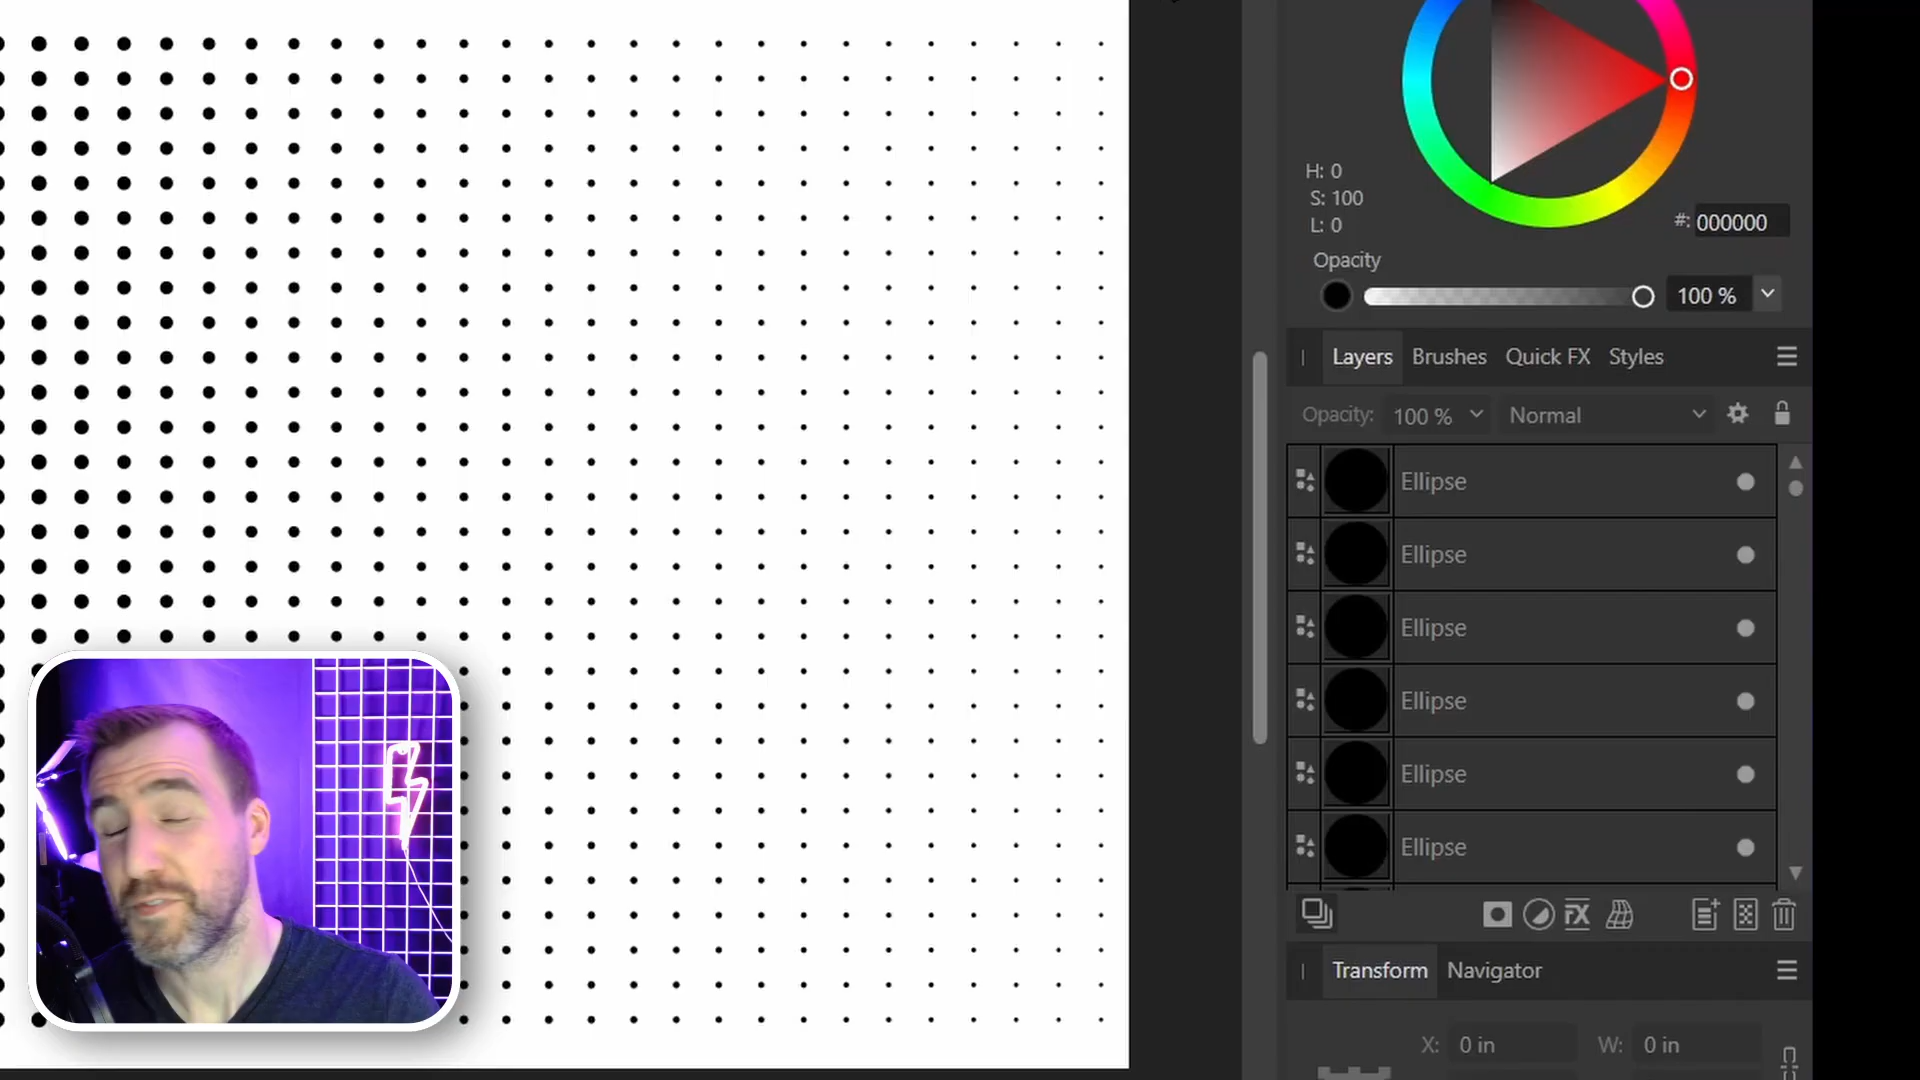 H: 0
S: 100
L: 0
#: 000000
Opacity
100 %
Layers Brushes Quick FX Styles
Opacity: 100 % Normal
Ellipse
Ellipse
Ellipse
Ellipse
Ellipse
Ellipse
FX
Transform Navigator
X: 0 in W: 0 in